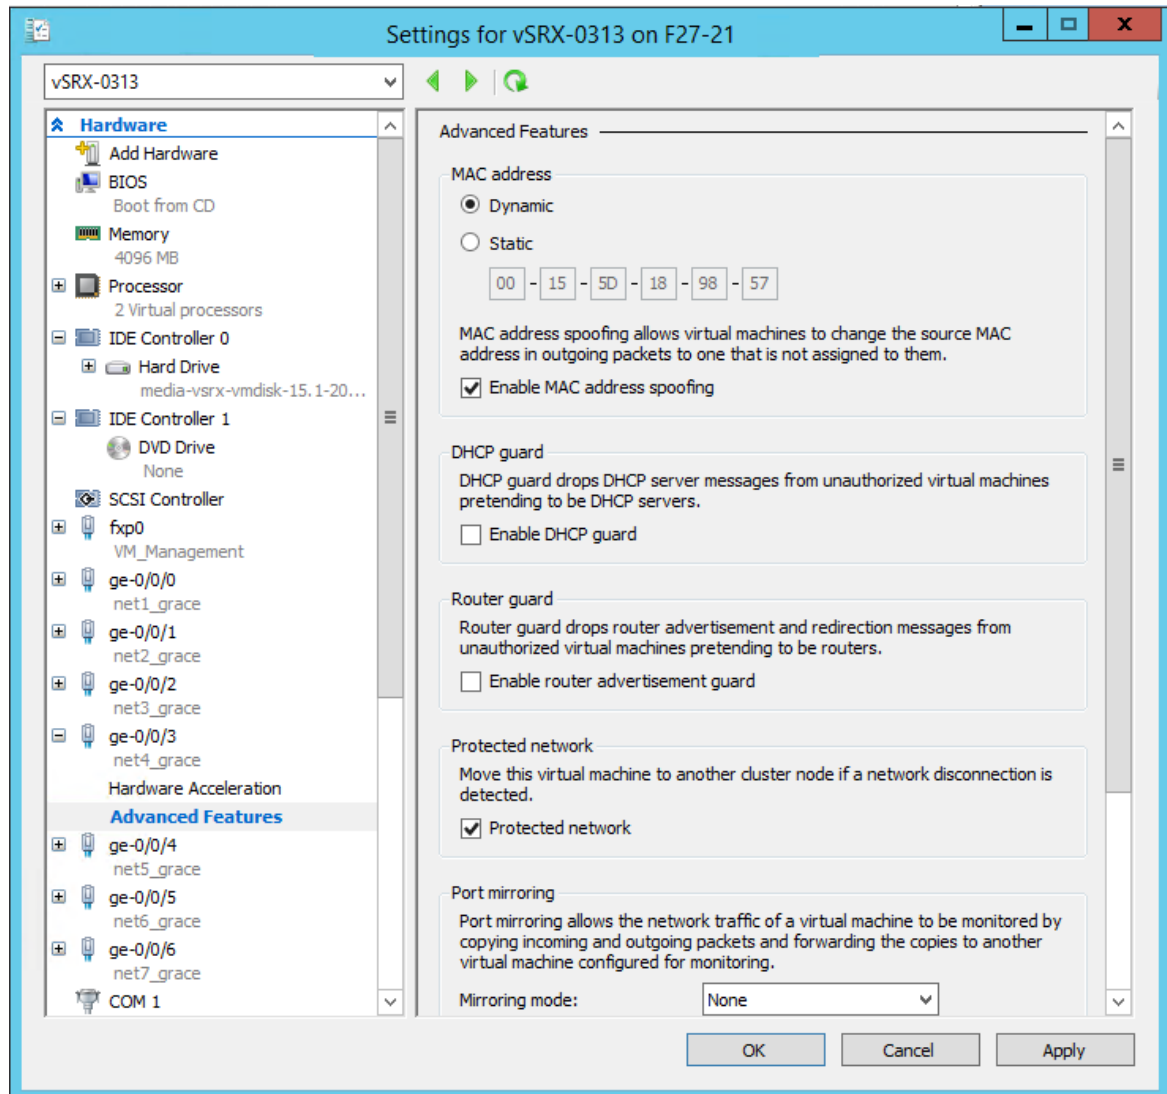 Settings for vSRX-0313 on F27-21
vSRX-0313
Hardware
Add Hardware
BIOS
Boot from CD
Memory
4096 MB
Processor
2 Virtual processors
IDE Controller 0
Hard Drive
media-vsrx-vmdisk-15.1-20...
IDE Controller 1
DVD Drive
None
SCSI Controller
fxp0
VM_Management
ge-0/0/0
net1_grace
ge-0/0/1
net2_grace
ge-0/0/2
net3_grace
ge-0/0/3
net4_grace
Hardware Acceleration
Advanced Features
ge-0/0/4
net5_grace
ge-0/0/5
net6_grace
ge-0/0/6
net7_grace
COM 1
Advanced Features
MAC address
Dynamic
Static
00 - 15 - 5D - 18 - 98 - 57
MAC address spoofing allows virtual machines to change the source MAC
address in outgoing packets to one that is not assigned to them.
Enable MAC address spoofing
DHCP guard
DHCP guard drops DHCP server messages from unauthorized virtual machines
pretending to be DHCP servers.
Enable DHCP guard
Router guard
Router guard drops router advertisement and redirection messages from
unauthorized virtual machines pretending to be routers.
Enable router advertisement guard
Protected network
Move this virtual machine to another cluster node if a network disconnection is
detected.
Protected network
Port mirroring
Port mirroring allows the network traffic of a virtual machine to be monitored by
copying incoming and outgoing packets and forwarding the copies to another
virtual machine configured for monitoring.
Mirroring mode: None
OK Cancel Apply